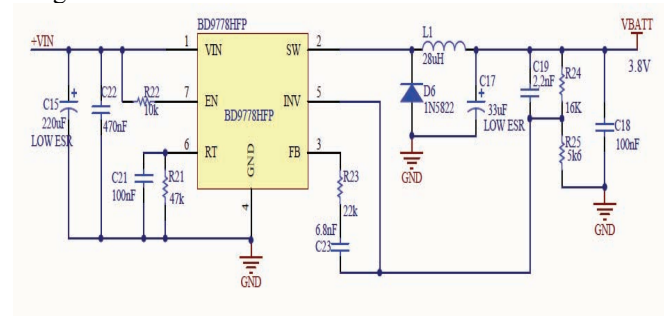 BD9778HFP
+VIN
1
VIN
SW
2
L1
28uH
VBATT
3.8V
C15
220uF
LOW ESR
C22
470nF
R22
10k
7
EN
BD9778HFP
INV
5
D6
1N5822
C17
33uF
LOW ESR
C19
2,2nF
R24
16K
R25
5k6
C18
100nF
6
RT
FB
3
GND
4
C21
100nF
R21
47k
R23
22k
6.8nF
C23
GND
GND
GND